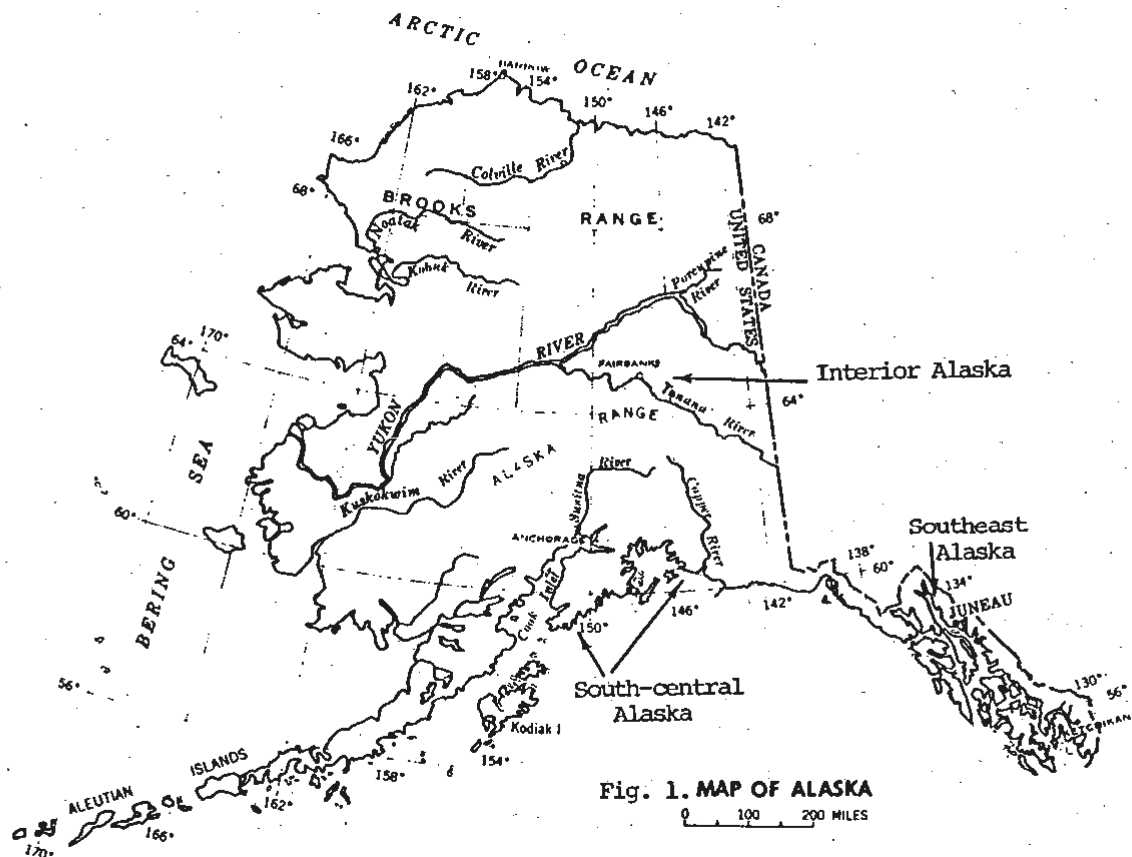 ARCTIC OCEAN
BARROW
158° 154°
162° 150° 146° 142°
166°
Colville River
68°
BROOKS RANGE
Noatak River
68°
UNITED STATES
CANADA
Kobuk River
Porcupine River
170°
64°
RIVER
FAIRBANKS
Interior Alaska
64°
YUKON
RANGE
Tanana River
SEA
ALASKA
Kuskokwim River
Susitna River
Copper River
60°
Southeast
Alaska
ANCHORAGE
138°
60°
134°
BERING
Cook Inlet
146° 142°
JUNEAU
150°
56°
South-central
Alaska
130°
56°
KETCHIKAN
Kodiak I
154°
ALEUTIAN ISLANDS
158°
162°
166°
170°
Fig. 1. MAP OF ALASKA
0 100 200 MILES